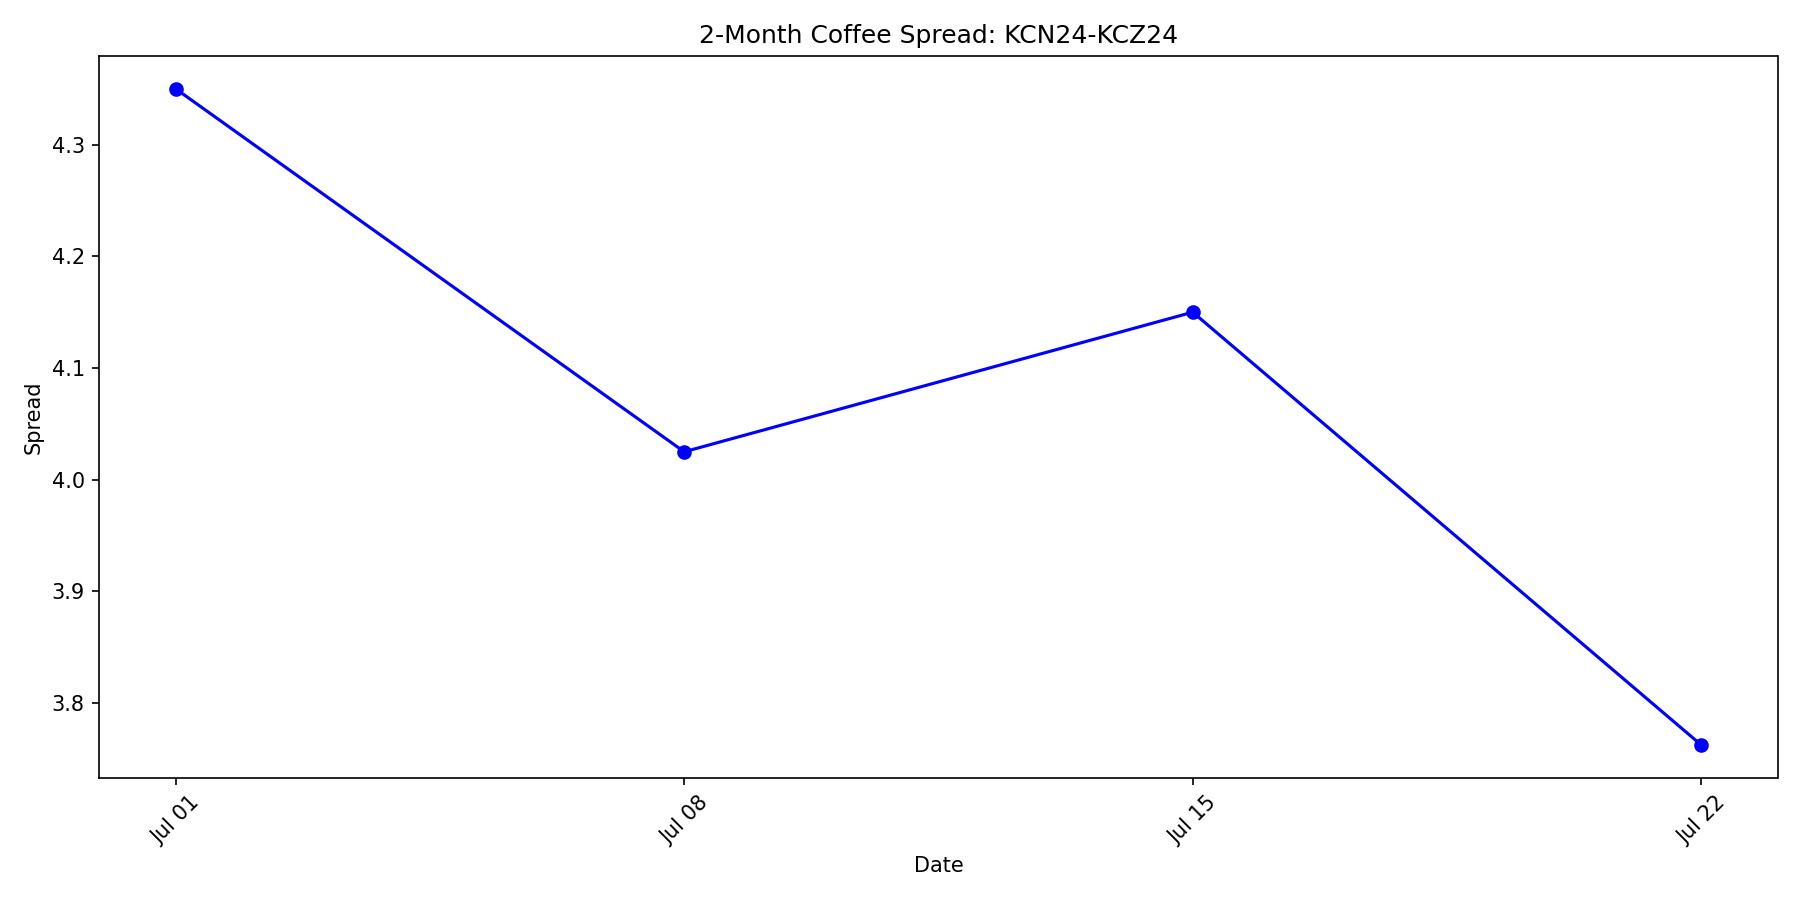 2-Month Coffee Spread: KCN24-KCZ24
4.3
4.2
4.1
4.0
3.9
3.8
Spread
Jul 01
Jul 08
Jul 15
Jul 22
Date